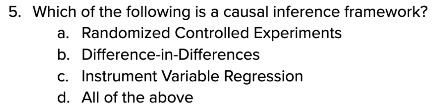 5. Which of the following is a causal inference framework?
a. Randomized Controlled Experiments
b. Difference-in-Differences
c. Instrument Variable Regression
d. All of the above